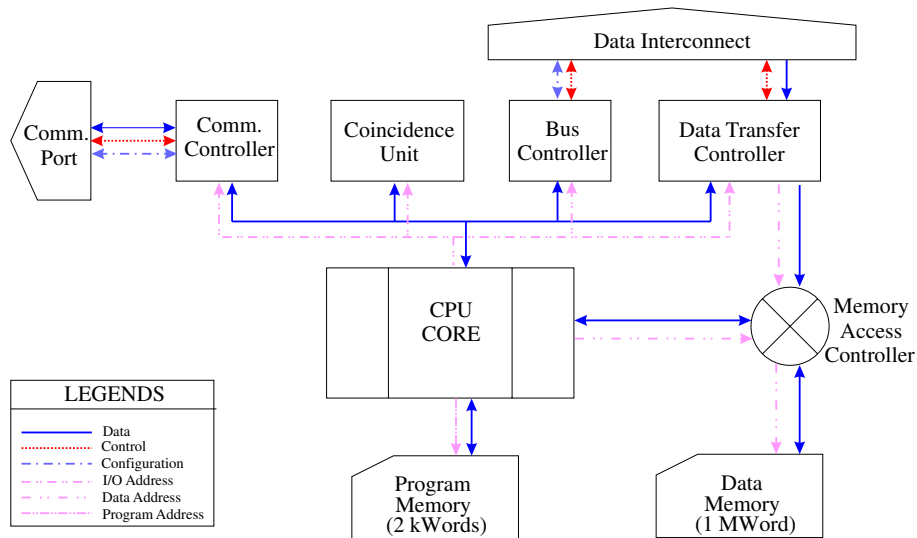 Data Interconnect
Comm.
Port
Comm.
Controller
Coincidence
Unit
Bus
Controller
Data Transfer
Controller
CPU
CORE
Memory
Access
Controller
LEGENDS
Data
Control
Configuration
I/O Address
Data Address
Program Address
Program
Memory
(2 kWords)
Data
Memory
(1 MWord)